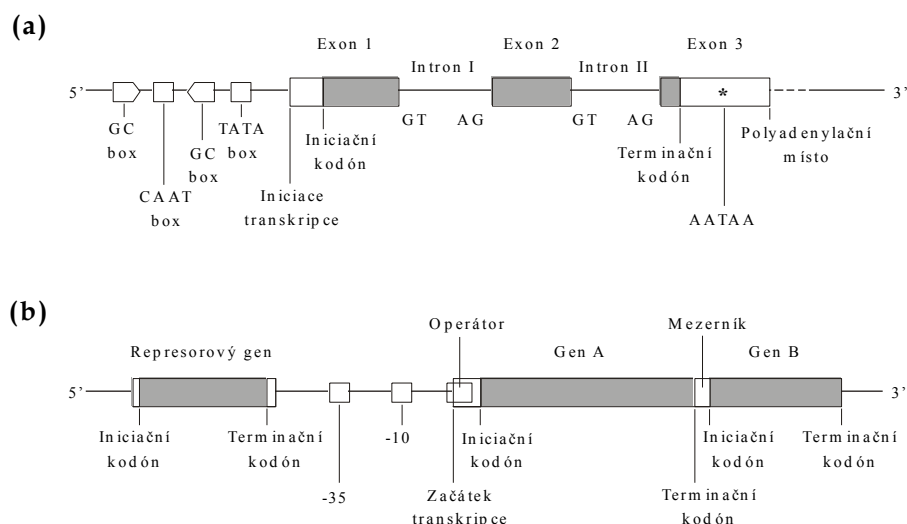 (a)
Exon 1
Exon 2
Exon 3
Intron I
Intron II
5’
*
3’
GT
AG
GT
AG
GC
box
CAAT
box
GC
box
TATA
box
Iniciační
kodón
Iniciace
transkripce
Terminační
kodón
Polyadenylační
místo
AATAA
(b)
Operátor
Mezerník
Represorový gen
Gen A
Gen B
5’
3’
Iniciační
kodón
Terminační
kodón
-35
-10
Začátek
transkripce
Iniciační
kodón
Terminační
kodón
Iniciační
kodón
Terminační
kodón